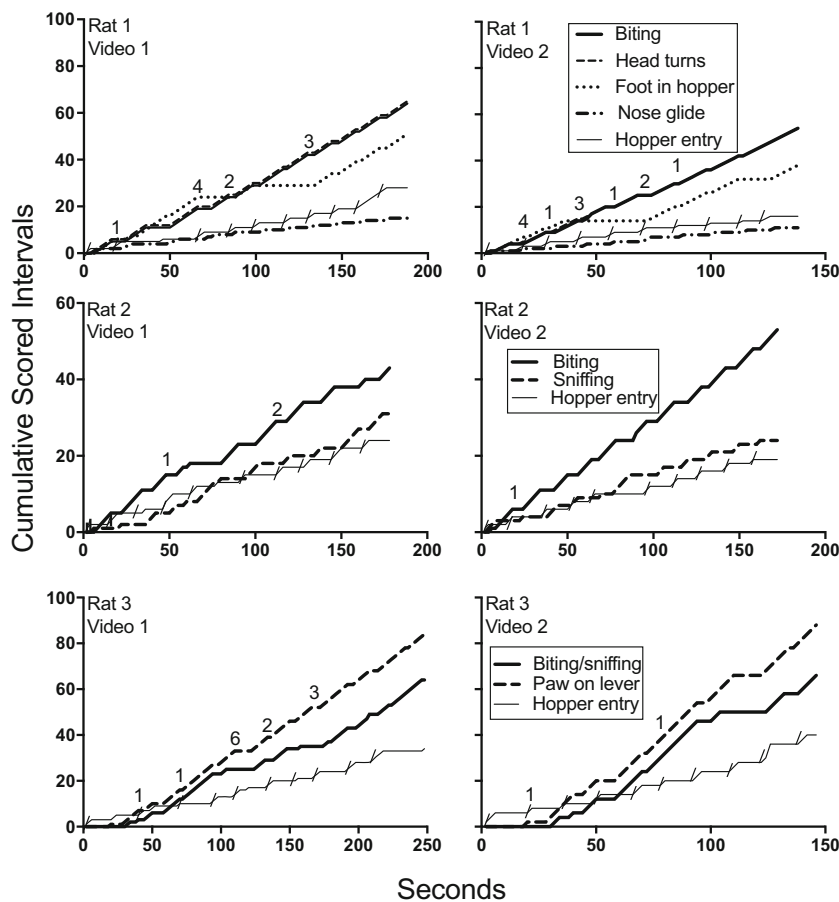 Cumulative Scored Intervals
Rat 1
Video 1
100
80
60
40
20
0
1
4
2
3
0 50 100 150 200
Rat 1
Video 2
Biting
Head turns
Foot in hopper
Nose glide
Hopper entry
4
1
3
1
2
1
0 50 100 150
Rat 2
Video 1
60
40
20
0
1
2
0 50 100 150 200
Rat 2
Video 2
Biting
Sniffing
Hopper entry
1
0 50 100 150 200
Rat 3
Video 1
100
80
60
40
20
0
1
1
6
2
3
0 50 100 150 200 250
Rat 3
Video 2
Biting/sniffing
Paw on lever
Hopper entry
1
1
0 50 100 150
Seconds